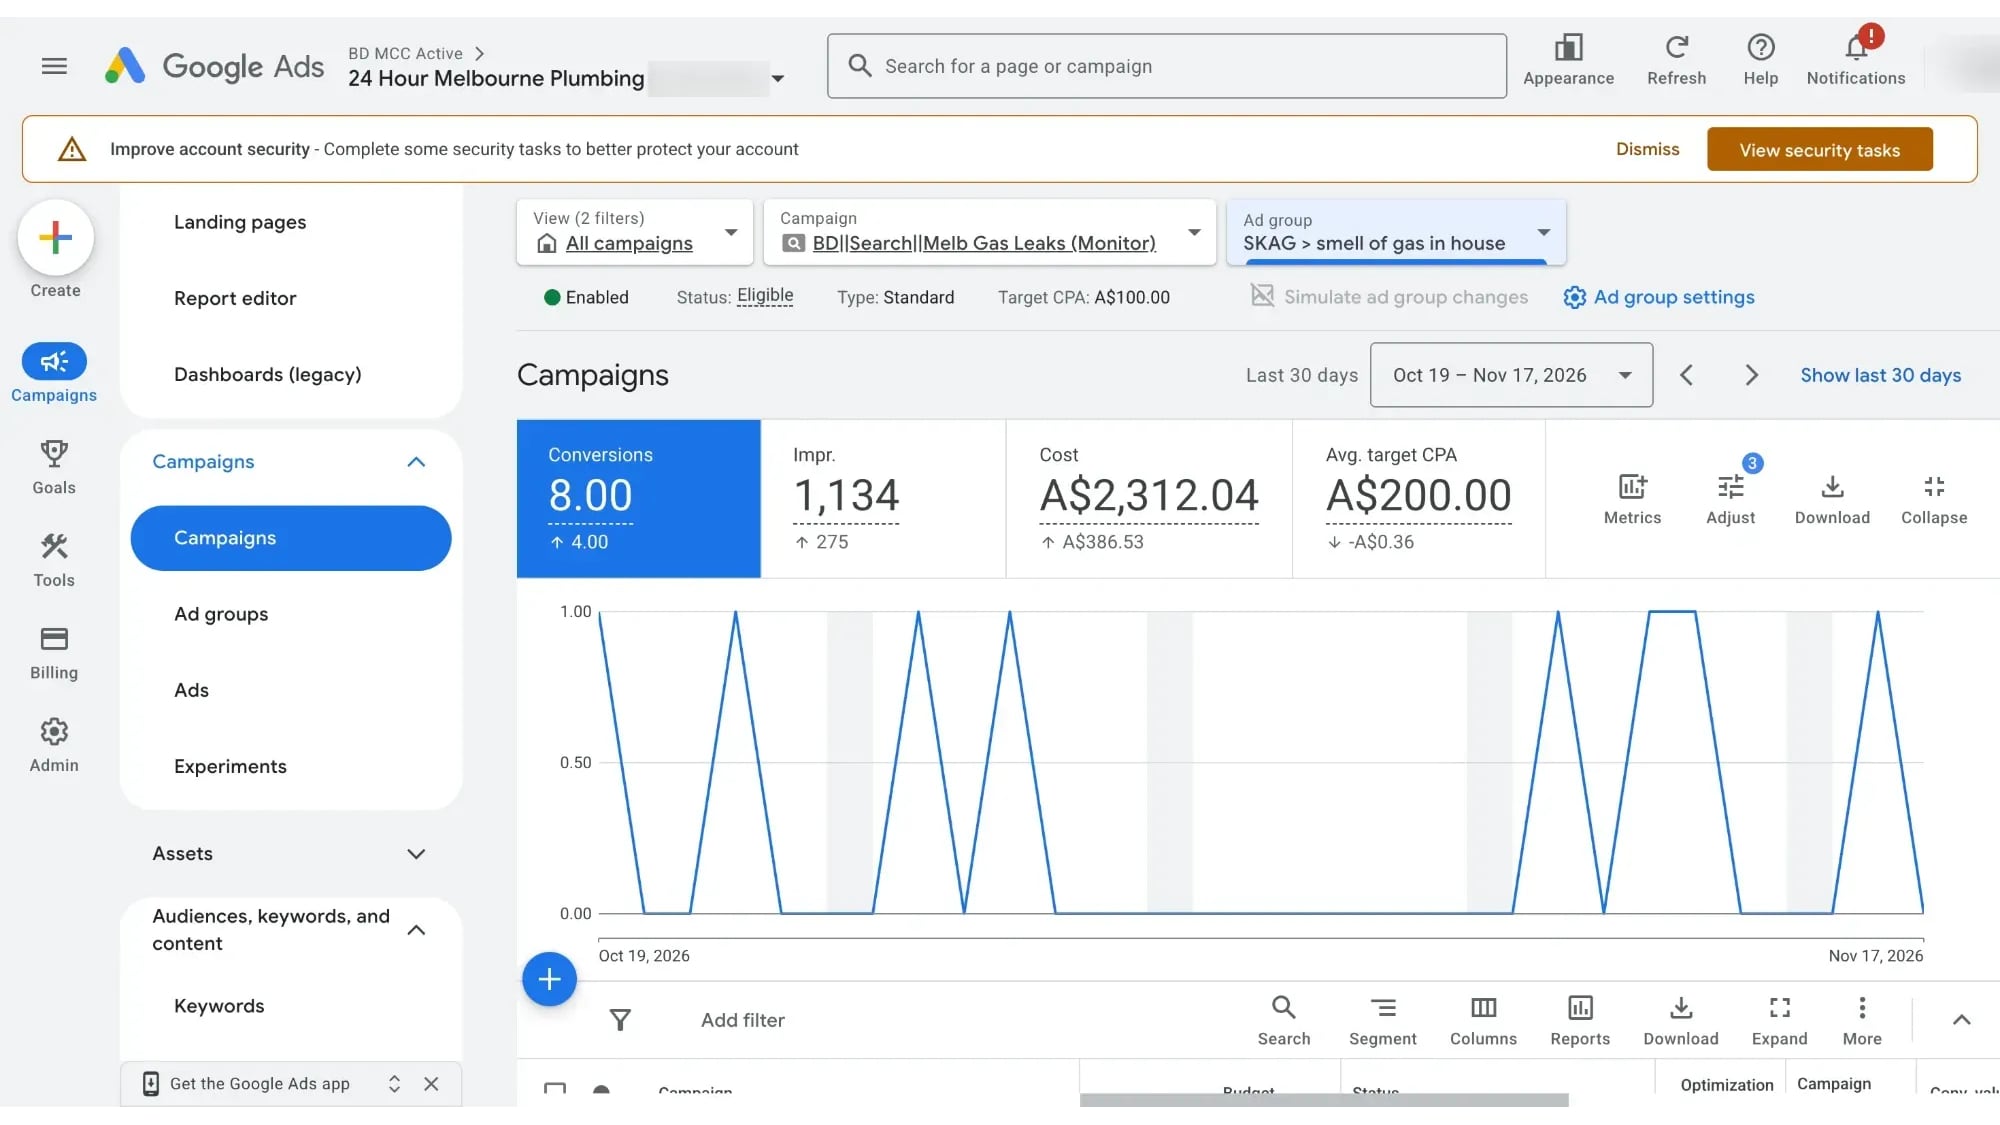 Google Ads
BD MCC Active
24 Hour Melbourne Plumbing
Search for a page or campaign
Appearance
Refresh
Help
!
Notifications
Improve account security - Complete some security tasks to better protect your account
Dismiss
View security tasks
Create
Campaigns
Goals
Tools
Billing
Admin
Landing pages
Report editor
Dashboards (legacy)
Campaigns
Campaigns
Ad groups
Ads
Experiments
Assets
Audiences, keywords, and
content
Keywords
Get the Google Ads app
View (2 filters)
All campaigns
Campaign
BD||Search||Melb Gas Leaks (Monitor)
Ad group
SKAG > smell of gas in house
Enabled
Status: Eligible
Type: Standard
Target CPA: A$100.00
Simulate ad group changes
Ad group settings
Campaigns
Last 30 days
Oct 19 – Nov 17, 2026
Show last 30 days
Conversions
8.00
↑ 4.00
Impr.
1,134
↑ 275
Cost
A$2,312.04
↑ A$386.53
Avg. target CPA
A$200.00
↓ -A$0.36
Metrics
3
Adjust
Download
Collapse
1.00
0.50
0.00
Oct 19, 2026
Nov 17, 2026
Add filter
Search
Segment
Columns
Reports
Download
Expand
More
Campaign
Budget
Status
Optimization
Campaign